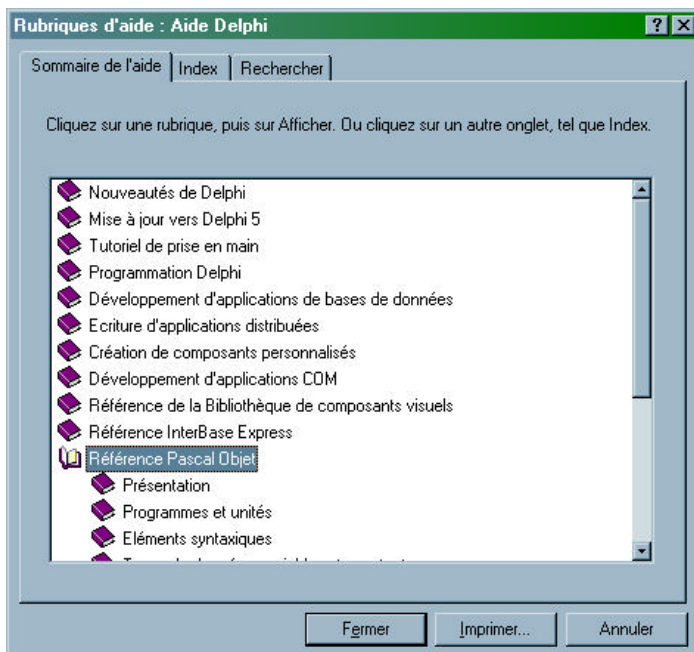 Rubriques d'aide : Aide Delphi
Sommaire de l'aide Index Rechercher
Cliquez sur une rubrique, puis sur Afficher. Ou cliquez sur un autre onglet, tel que Index.
Nouveautés de Delphi
Mise à jour vers Delphi 5
Tutoriel de prise en main
Programmation Delphi
Développement d'applications de bases de données
Ecriture d'applications distribuées
Création de composants personnalisés
Développement d'applications COM
Référence de la Bibliothèque de composants visuels
Référence InterBase Express
Référence Pascal Objet
Présentation
Programmes et unités
Eléments syntaxiques
Fermer Imprimer... Annuler